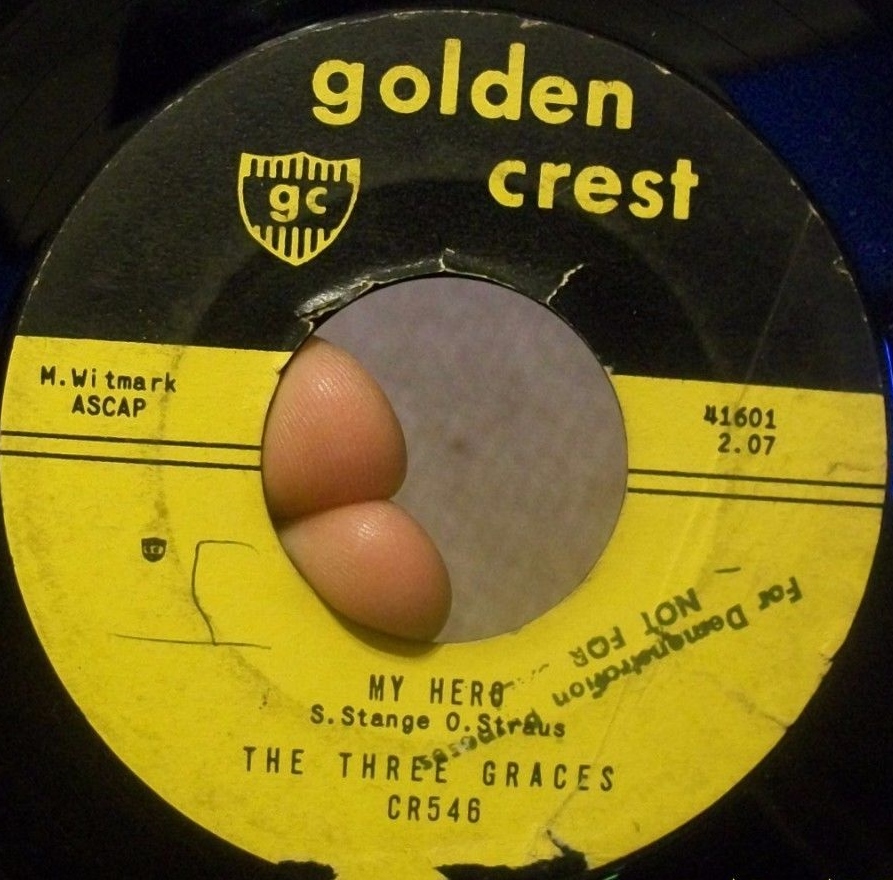 golden
crest
gc
M.Witmark
ASCAP
41601
2.07
MY HERO
S.Stange O.Straus
THE THREE GRACES
CR546
For Demonstration Purposes
NOT FOR